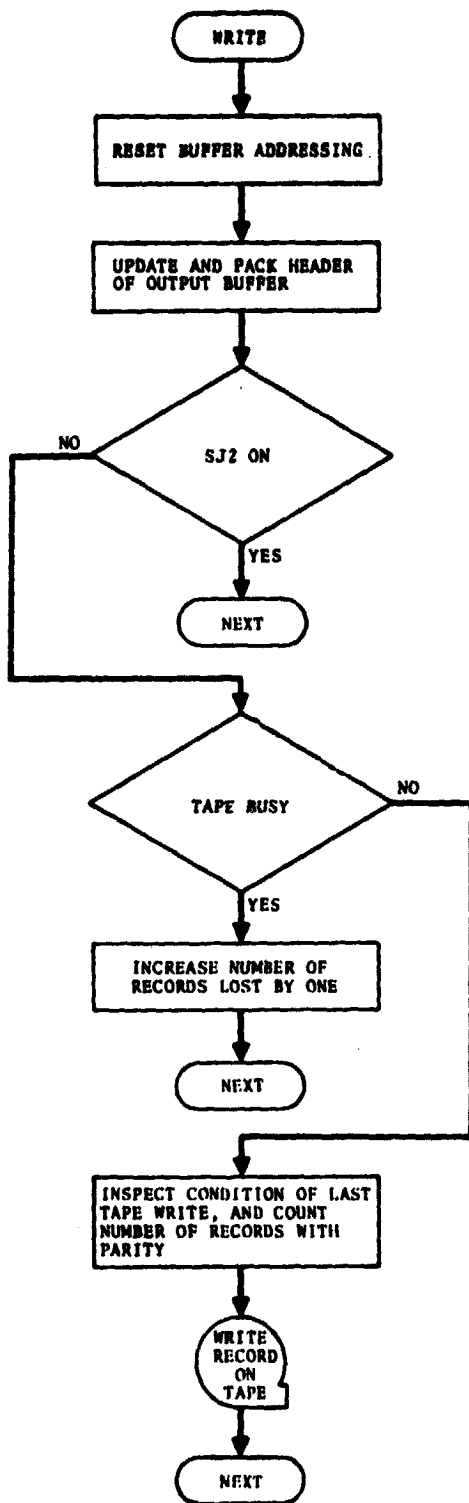 WRITE
RESET BUFFER ADDRESSING
UPDATE AND PACK HEADER
OF OUTPUT BUFFER
NO
SJ2 ON
YES
NEXT
NO
TAPE BUSY
YES
INCREASE NUMBER OF
RECORDS LOST BY ONE
NEXT
INSPECT CONDITION OF LAST
TAPE WRITE, AND COUNT
NUMBER OF RECORDS WITH
PARITY
WRITE
RECORD
ON
TAPE
NEXT